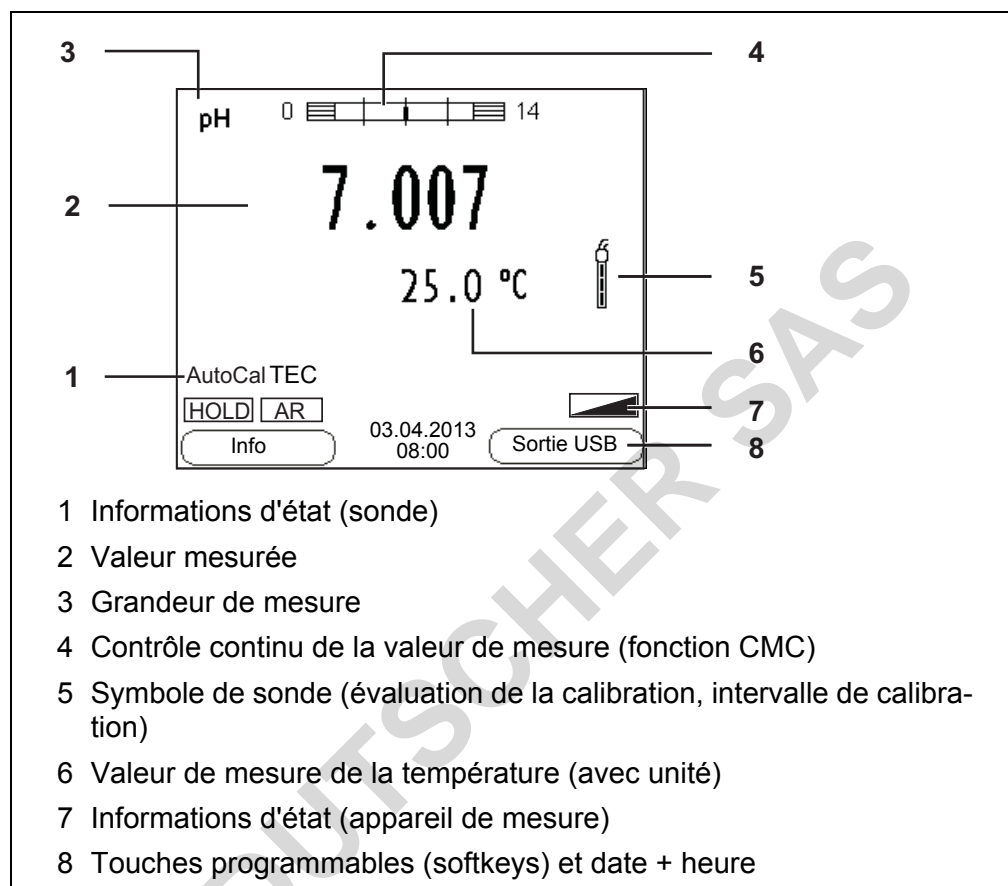 3
4
pH
0
14
2
7.007
25.0 °C
5
6
1
AutoCal TEC
HOLD AR
7
Info
03.04.2013
08:00
Sortie USB
8
1 Informations d'état (sonde)
2 Valeur mesurée
3 Grandeur de mesure
4 Contrôle continu de la valeur de mesure (fonction CMC)
5 Symbole de sonde (évaluation de la calibration, intervalle de calibra-
tion)
6 Valeur de mesure de la température (avec unité)
7 Informations d'état (appareil de mesure)
8 Touches programmables (softkeys) et date + heure
OUTSCHER SAS